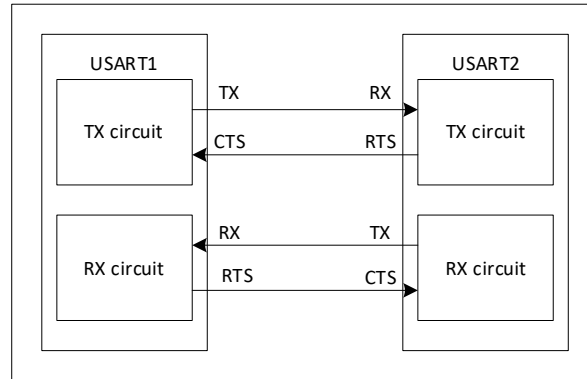 USART1 USART2
TX RX
TX circuit TX circuit
CTS RTS
RX TX
RX circuit RX circuit
RTS CTS